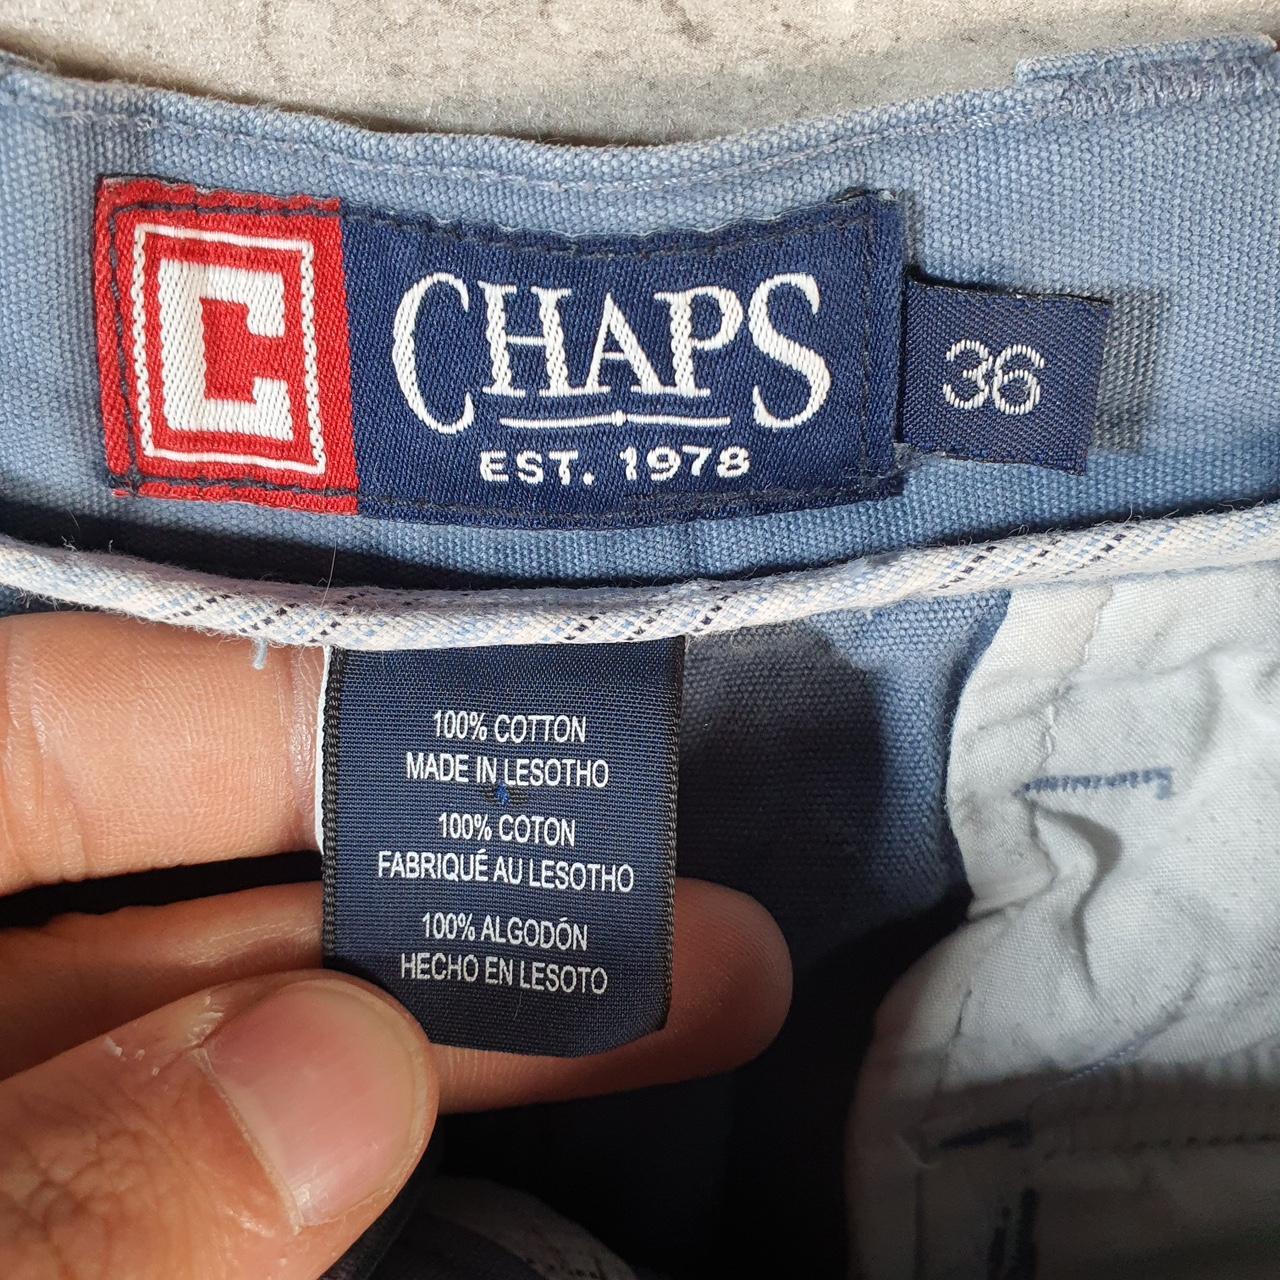 C
CHAPS
EST. 1978
36
100% COTTON
MADE IN LESOTHO
100% COTON
FABRIQUÉ AU LESOTHO
100% ALGODÓN
HECHO EN LESOTO